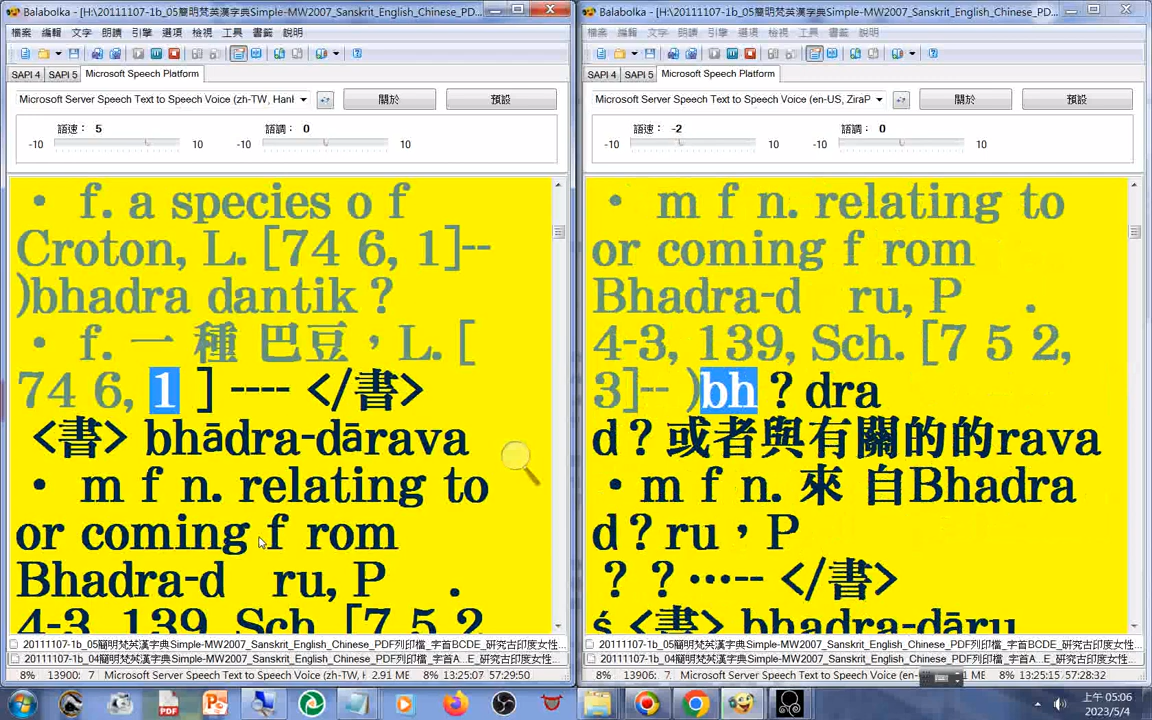 Balabolka - [H:\20111107-1b_05簡明梵英漢字典Simple-MW2007_Sanskrit_English_Chinese_PD...
檔案 編輯 文字 朗讀 引擎 選項 檢視 工具 書籤 說明
SAPI 4 SAPI 5 Microsoft Speech Platform
Microsoft Server Speech Text to Speech Voice (zh-TW, HanH
關於 預設
語速： 5 語調： 0
-10 10 -10 10
• f. a species o f
Croton, L. [74 6, 1]--
)bhadra dantik ?
• f. 一 種 巴豆，L. [
74 6, 1 ] ---- </書>
<書> bhādra-dārava
• m f n. relating to
or coming f rom
Bhadra-d ru, P .
4-3, 139, Sch. [7 5 2,
20111107-1b_05簡明梵英漢字典Simple-MW2007_Sanskrit_English_Chinese_PDF列印檔_字首BCDE_研究古印度女性...
20111107-1b_04簡明梵英漢字典Simple-MW2007_Sanskrit_English_Chinese_PDF列印檔_字首A...E_研究古印度女性...
8% 13900: 7 Microsoft Server Speech Text to Speech Voice (zh-TW, H 2.91 MB 8% 13:25:07 57:29:50
Balabolka - [H:\20111107-1b_05簡明梵英漢字典Simple-MW2007_Sanskrit_English_Chinese_PD...
檔案 編輯 文字 朗讀 引擎 選項 檢視 工具 書籤 說明
SAPI 4 SAPI 5 Microsoft Speech Platform
Microsoft Server Speech Text to Speech Voice (en-US, ZiraP
關於 預設
語速： -2 語調： 0
-10 10 -10 10
• m f n. relating to
or coming f rom
Bhadra-d ru, P .
4-3, 139, Sch. [7 5 2,
3]-- )bh ? dra
d ? 或者與有關的的rava
• m f n. 來 自Bhadra
d ? ru，P
? ? …-- </書>
ś <書> bhadra-dāru
20111107-1b_05簡明梵英漢字典Simple-MW2007_Sanskrit_English_Chinese_PDF列印檔_字首BCDE_研究古印度女性...
20111107-1b_04簡明梵英漢字典Simple-MW2007_Sanskrit_English_Chinese_PDF列印檔_字首A...E_研究古印度女性...
8% 13906: 7 Microsoft Server Speech Text to Speech Voice (en-US 8% 13:25:15 57:28:32
PDF
上午 05:06
2023/5/4